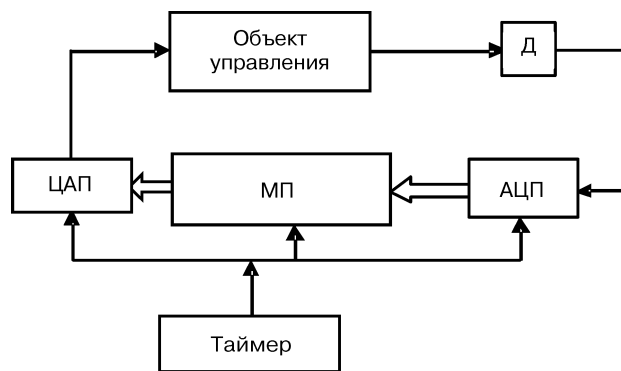 Объект
управления
Д
ЦАП
МП
АЦП
Таймер